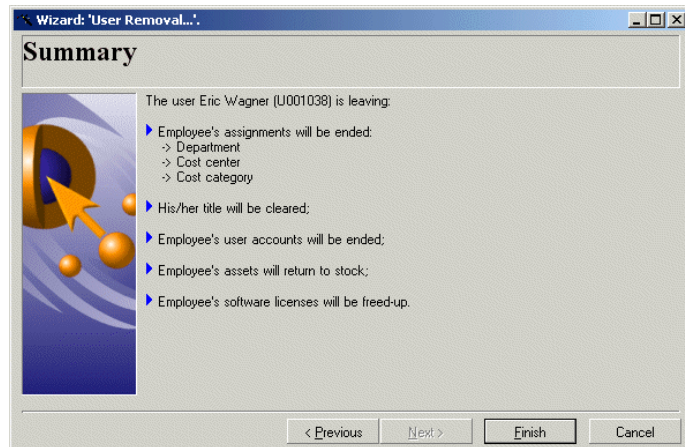 Wizard: 'User Removal...'.
Summary
The user Eric Wagner (U001038) is leaving:
Employee's assignments will be ended:
-> Department
-> Cost center
-> Cost category
His/her title will be cleared;
Employee's user accounts will be ended;
Employee's assets will return to stock;
Employee's software licenses will be freed-up.
< Previous Next > Finish Cancel